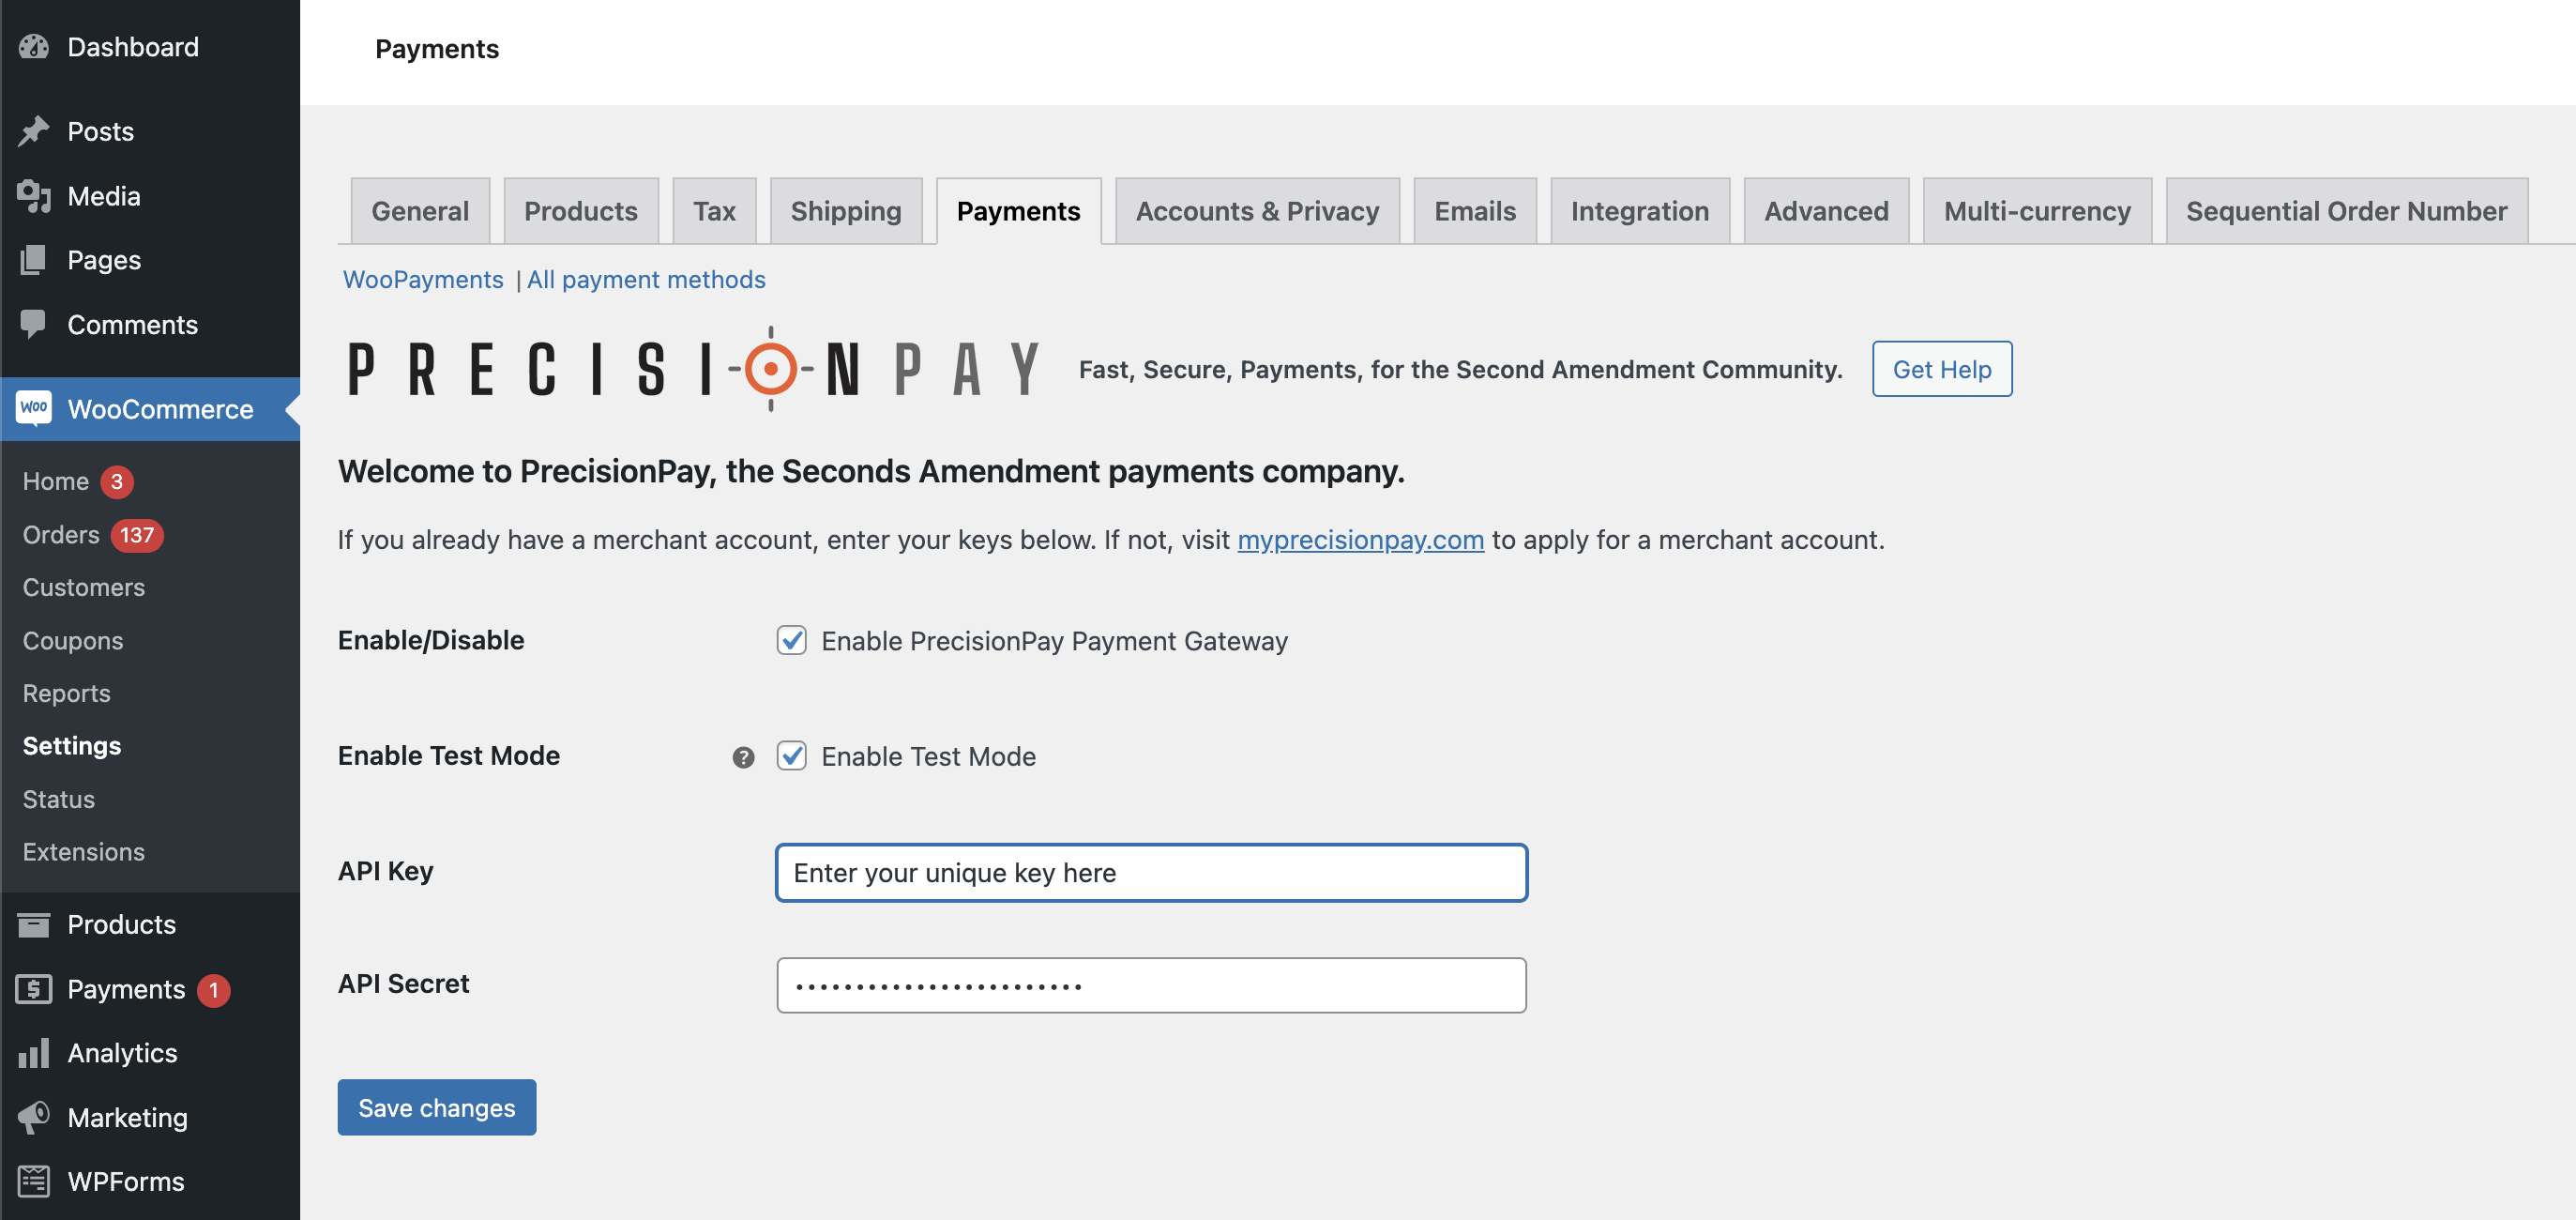 Dashboard
Posts
Media
Pages
Comments
WooCommerce
Home 3
Orders 137
Customers
Coupons
Reports
Settings
Status
Extensions
Products
Payments 1
Analytics
Marketing
WPForms
Payments
General Products Tax Shipping Payments Accounts & Privacy Emails Integration Advanced Multi-currency Sequential Order Number
WooPayments | All payment methods
PRECISIONPAY Fast, Secure, Payments, for the Second Amendment Community. Get Help
Welcome to PrecisionPay, the Seconds Amendment payments company.
If you already have a merchant account, enter your keys below. If not, visit myprecisionpay.com to apply for a merchant account.
Enable/Disable Enable PrecisionPay Payment Gateway
Enable Test Mode ? Enable Test Mode
API Key Enter your unique key here
API Secret ························
Save changes